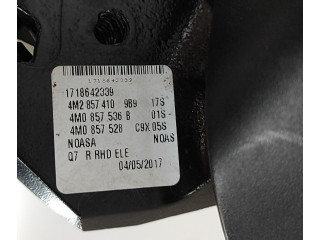 1718642339
1718642339
4M2 857 410 9B9 17S
4M0 857 536 B 01S
4M0 857 528 C9X 05S
NOASA NOAS
Q7 R RHD ELE
04/05/2017